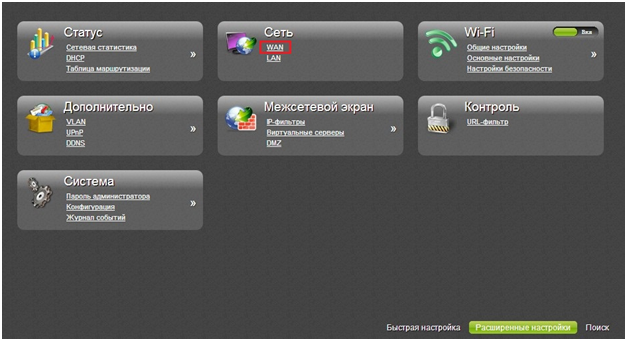 Статус
Сетевая статистика
DHCP
Таблица маршрутизации
»
Сеть
WAN
LAN
Wi-Fi
Вкл
Общие настройки
Основные настройки
Настройки безопасности
»
Дополнительно
VLAN
UPnP
DDNS
»
Межсетевой экран
IP-фильтры
Виртуальные серверы
DMZ
»
Контроль
URL-фильтр
Система
Пароль администратора
Конфигурация
Журнал событий
»
Быстрая настройка Расширенные настройки Поиск